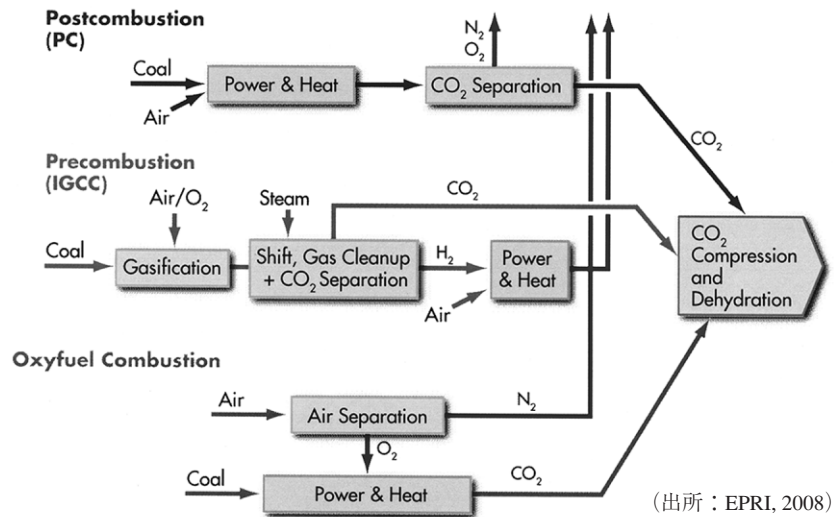 Postcombustion
(PC)
N₂
O₂
Coal
Power & Heat
CO₂ Separation
Air
CO₂
Precombustion
(IGCC)
Air/O₂
Steam
CO₂
Coal
Gasification
Shift, Gas Cleanup
+ CO₂ Separation
H₂
Power
& Heat
Air
CO₂
Compression
and
Dehydration
Oxyfuel Combustion
Air
Air Separation
N₂
O₂
Coal
Power & Heat
CO₂
(出所:EPRI, 2008)